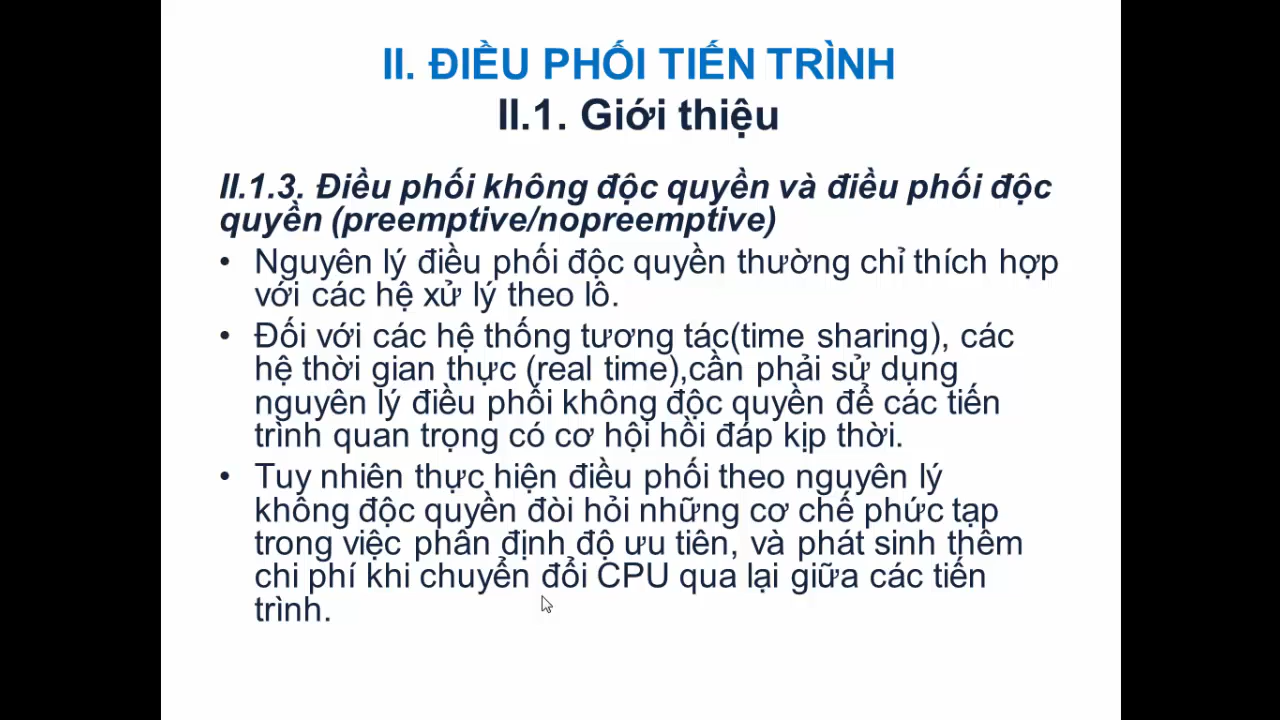 II. ĐIỀU PHỐI TIẾN TRÌNH
II.1. Giới thiệu
II.1.3. Điều phối không độc quyền và điều phối độc
quyền (preemptive/nopreemptive)
• Nguyên lý điều phối độc quyền thường chỉ thích hợp
với các hệ xử lý theo lô.
• Đối với các hệ thống tương tác(time sharing), các
hệ thời gian thực (real time),cần phải sử dụng
nguyên lý điều phối không độc quyền để các tiến
trình quan trọng có cơ hội hồi đáp kịp thời.
• Tuy nhiên thực hiện điều phối theo nguyên lý
không độc quyền đòi hỏi những cơ chế phức tạp
trong việc phân định độ ưu tiên, và phát sinh thêm
chi phí khi chuyển đổi CPU qua lại giữa các tiến
trình.